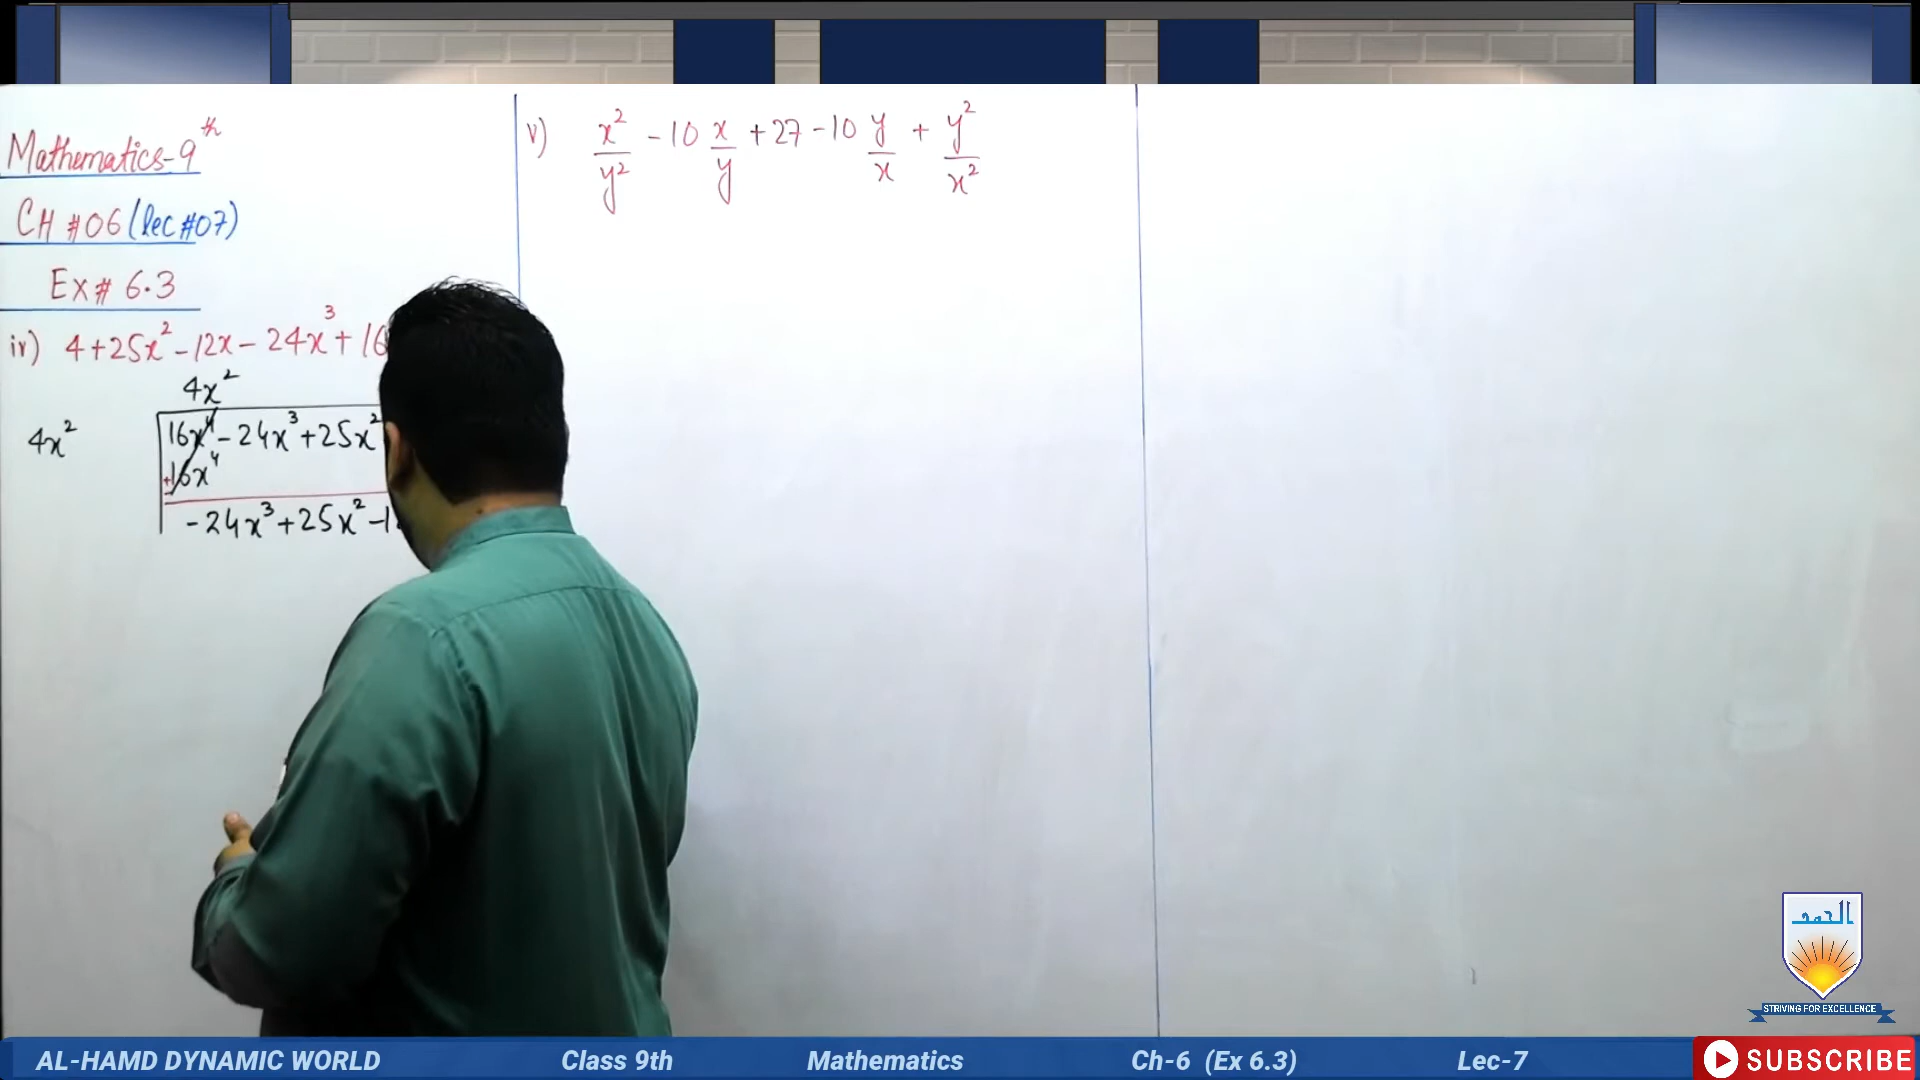 Mathematics-9th
CH #06 (lec#07)
Ex# 6.3
iv) 4+25x²-12x-24x³+16
4x²
4x²
16x⁴-24x³+25x²
+16x⁴
-24x³+25x²-1
v) x²/y² -10 x/y +27 -10 y/x + y²/x²
الحمد
STRIVING FOR EXCELLENCE
AL-HAMD DYNAMIC WORLD Class 9th Mathematics Ch-6 (Ex 6.3) Lec-7 SUBSCRIBE